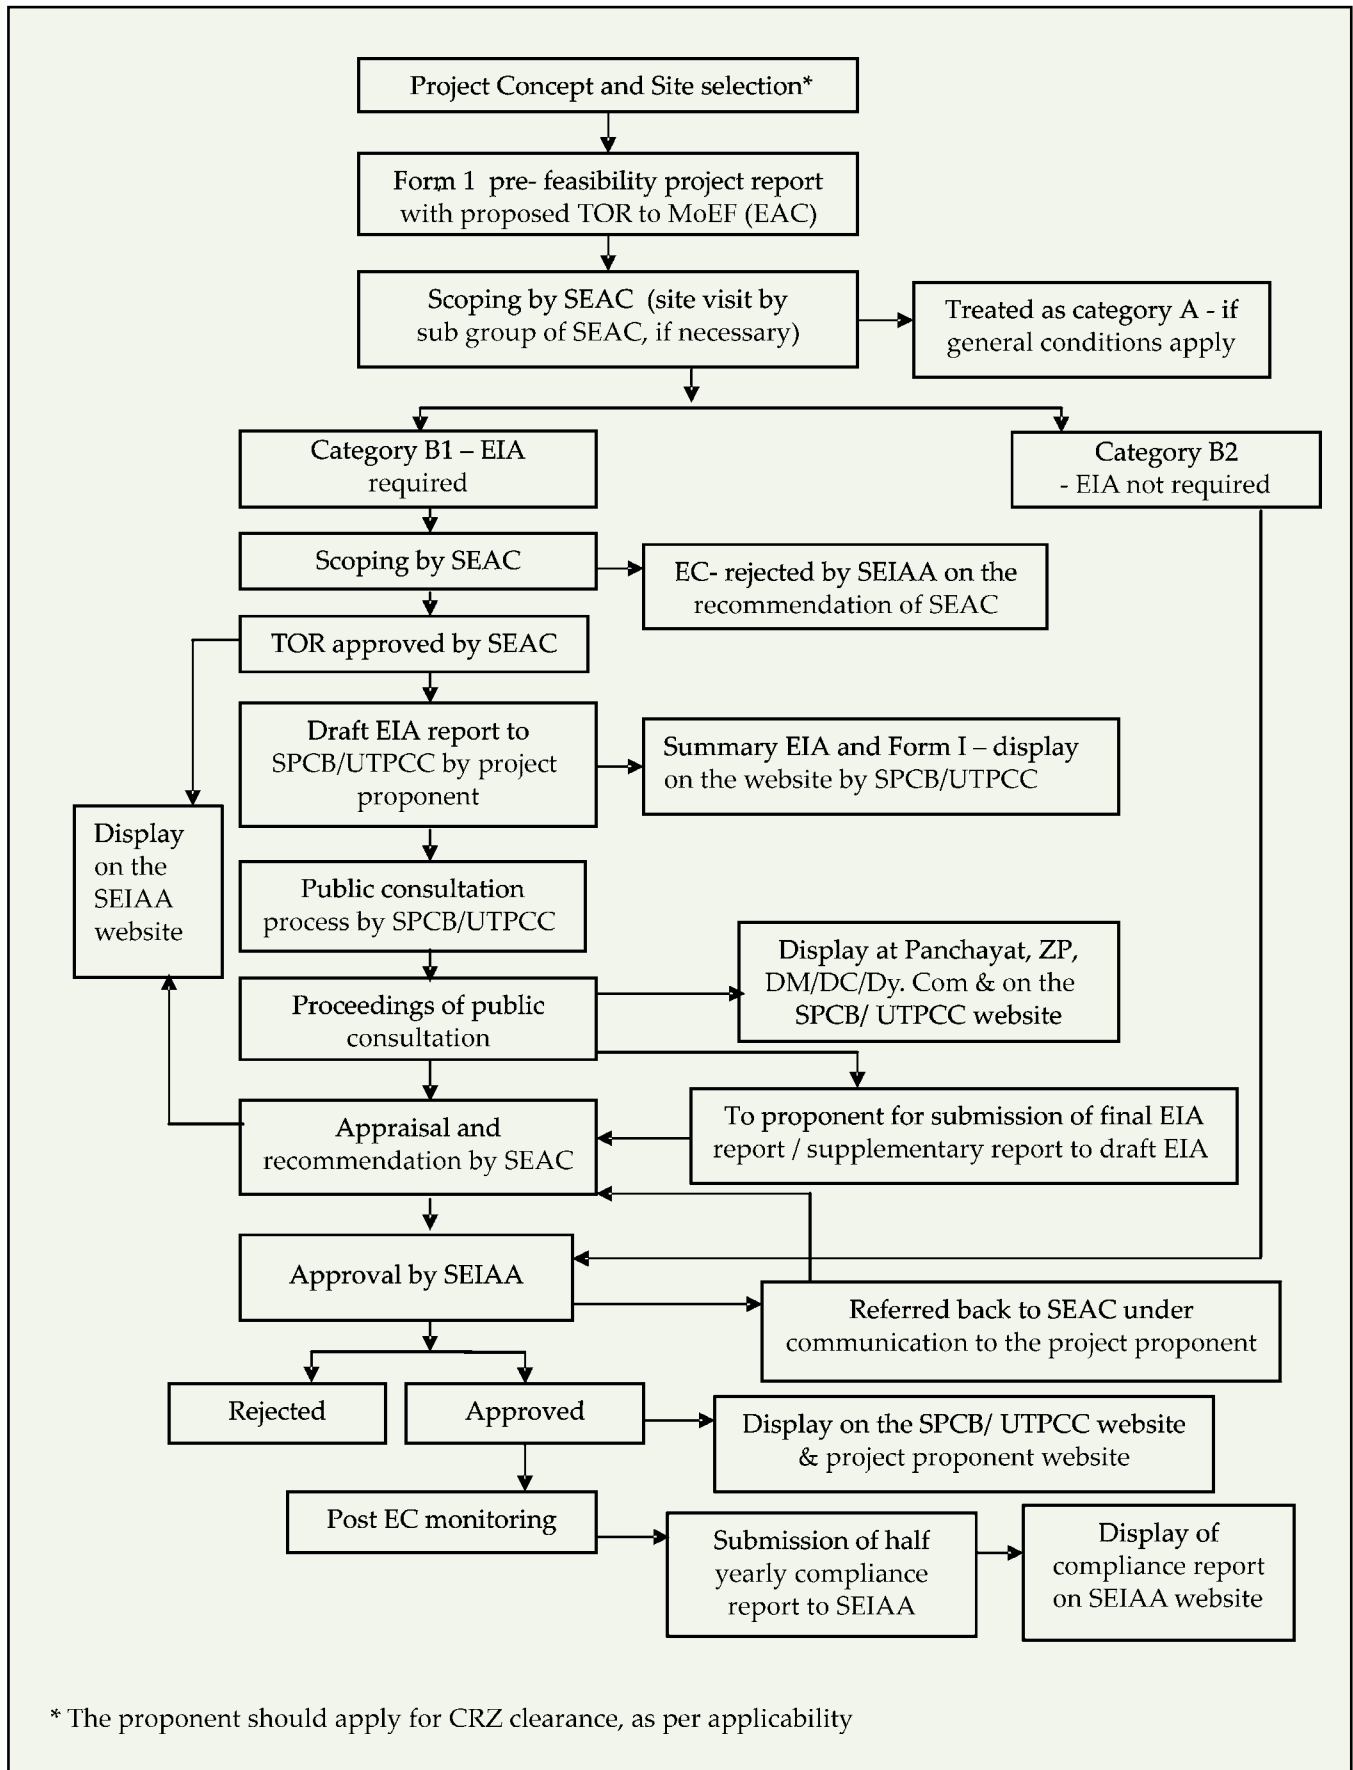 Project Concept and Site selection*
Form 1 pre- feasibility project report
with proposed TOR to MoEF (EAC)
Scoping by SEAC (site visit by
sub group of SEAC, if necessary)
Treated as category A - if
general conditions apply
Category B1 – EIA
required
Category B2
- EIA not required
Scoping by SEAC
EC- rejected by SEIAA on the
recommendation of SEAC
TOR approved by SEAC
Draft EIA report to
SPCB/UTPCC by project
proponent
Summary EIA and Form I – display
on the website by SPCB/UTPCC
Display
on the
SEIAA
website
Public consultation
process by SPCB/UTPCC
Display at Panchayat, ZP,
DM/DC/Dy. Com & on the
SPCB/ UTPCC website
Proceedings of public
consultation
To proponent for submission of final EIA
report / supplementary report to draft EIA
Appraisal and
recommendation by SEAC
Approval by SEIAA
Referred back to SEAC under
communication to the project proponent
Rejected
Approved
Display on the SPCB/ UTPCC website
& project proponent website
Post EC monitoring
Submission of half
yearly compliance
report to SEIAA
Display of
compliance report
on SEIAA website
* The proponent should apply for CRZ clearance, as per applicability